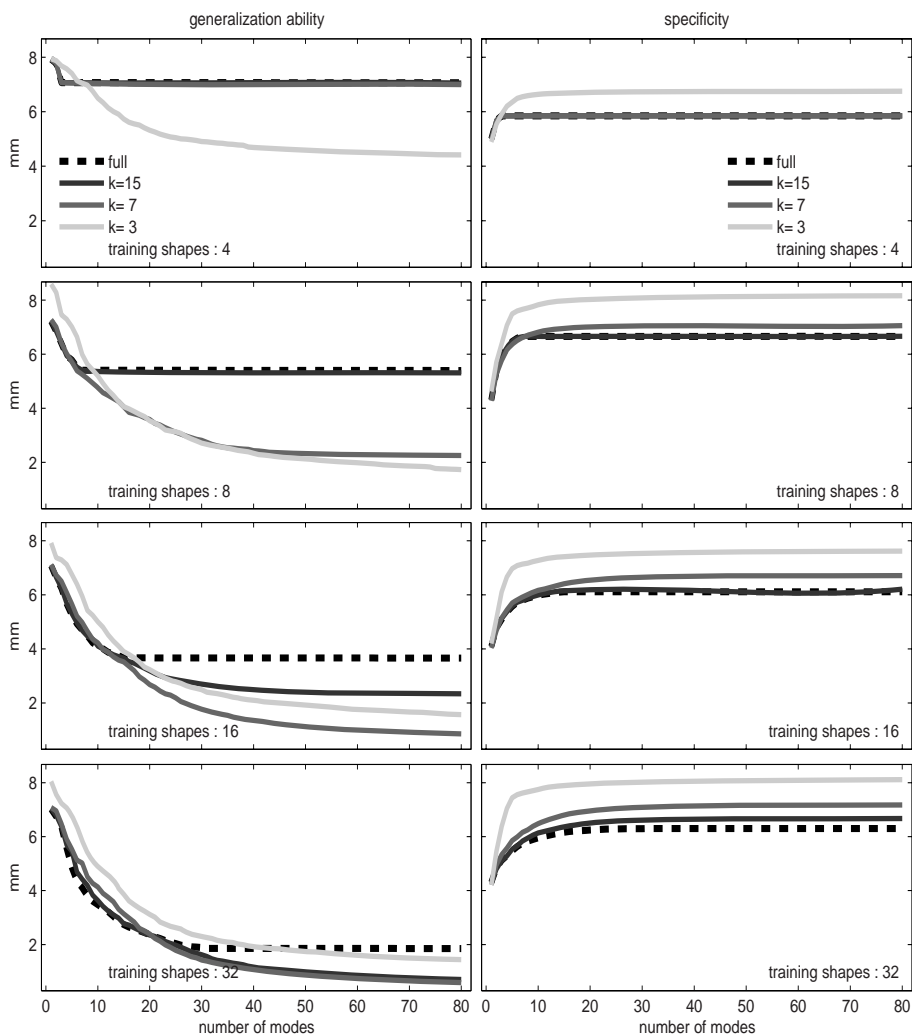 generalization ability
specificity
8
6
4
2
mm
full
k=15
k= 7
k= 3
training shapes : 4
full
k=15
k= 7
k= 3
training shapes : 4
8
6
4
2
mm
training shapes : 8
training shapes : 8
8
6
4
2
mm
training shapes : 16
training shapes : 16
8
6
4
2
mm
training shapes : 32
training shapes : 32
0 10 20 30 40 50 60 70 80
0 10 20 30 40 50 60 70 80
number of modes
number of modes